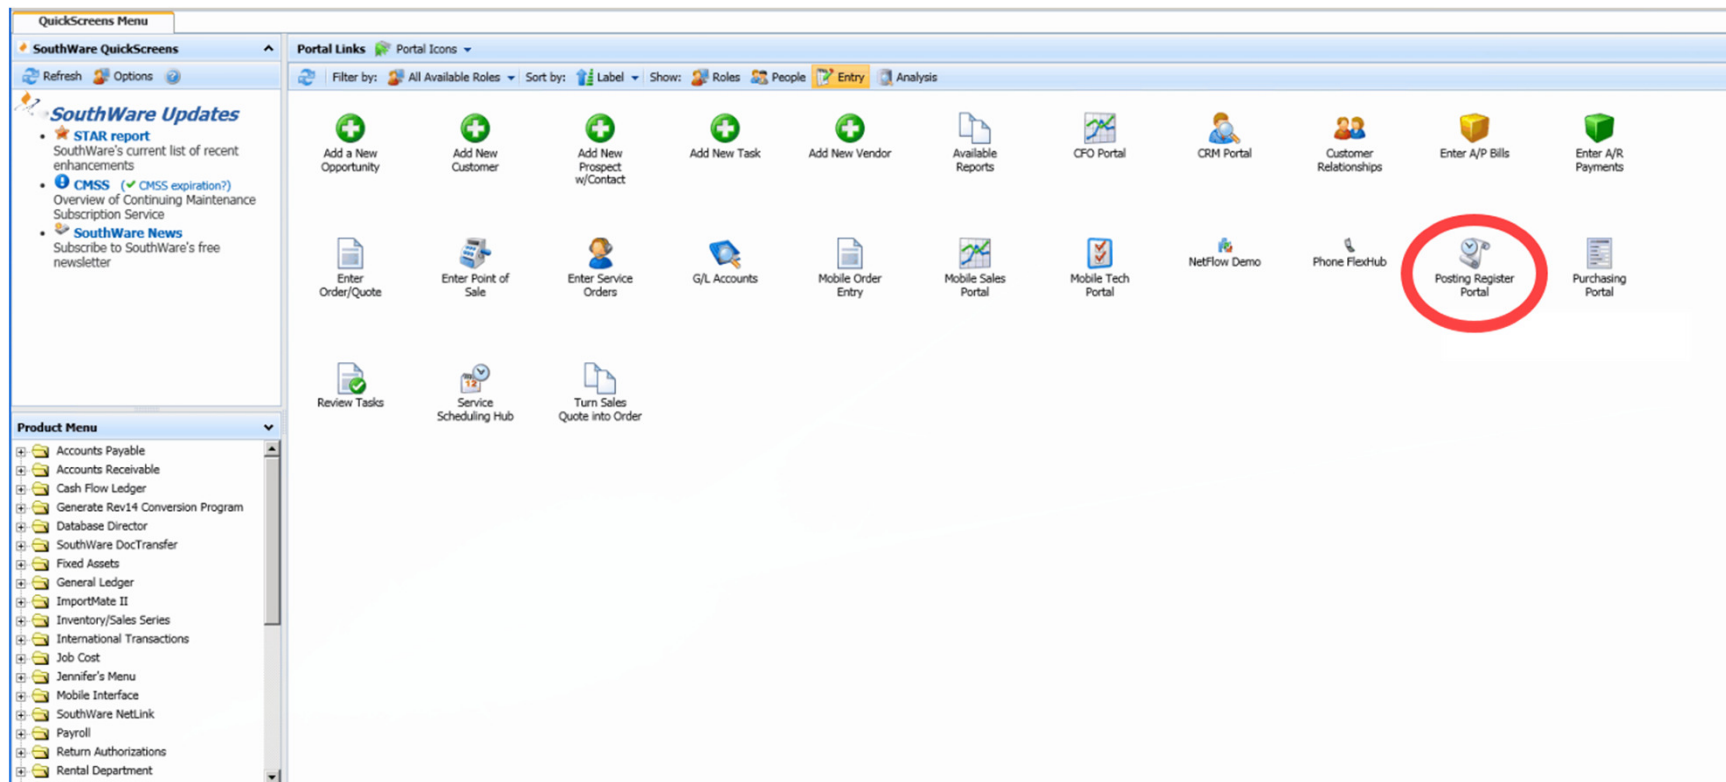 QuickScreens Menu
SouthWare QuickScreens
Refresh Options
SouthWare Updates
STAR report
SouthWare's current list of recent
enhancements
CMSS (✔ CMSS expiration?)
Overview of Continuing Maintenance
Subscription Service
SouthWare News
Subscribe to SouthWare's free
newsletter
Product Menu
Accounts Payable
Accounts Receivable
Cash Flow Ledger
Generate Rev14 Conversion Program
Database Director
SouthWare DocTransfer
Fixed Assets
General Ledger
ImportMate II
Inventory/Sales Series
International Transactions
Job Cost
Jennifer's Menu
Mobile Interface
SouthWare NetLink
Payroll
Return Authorizations
Rental Department
Portal Links Portal Icons
Filter by: All Available Roles Sort by: Label Show: Roles People Entry Analysis
Add a New
Opportunity
Add New
Customer
Add New
Prospect
w/Contact
Add New Task
Add New Vendor
Available
Reports
CFO Portal
CRM Portal
Customer
Relationships
Enter A/P Bills
Enter A/R
Payments
Enter
Order/Quote
Enter Point of
Sale
Enter Service
Orders
G/L Accounts
Mobile Order
Entry
Mobile Sales
Portal
Mobile Tech
Portal
NetFlow Demo
Phone FlexHub
Posting Register
Portal
Purchasing
Portal
Review Tasks
12
Service
Scheduling Hub
Turn Sales
Quote into Order